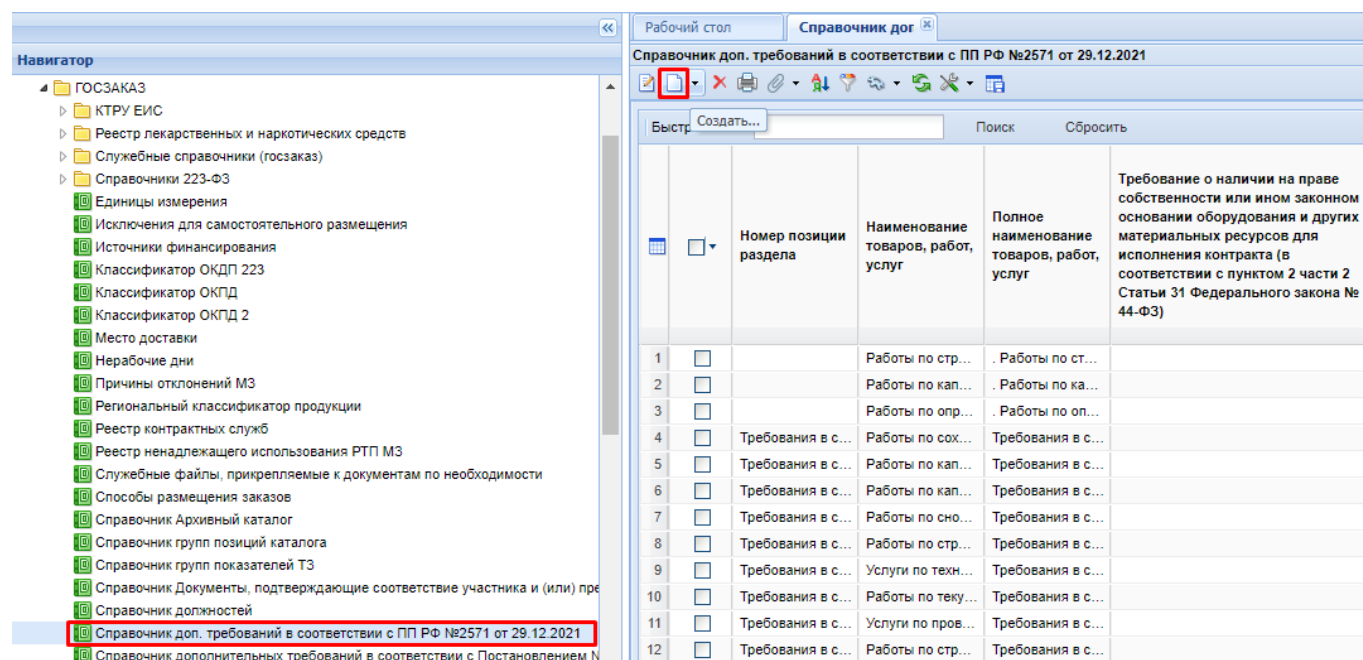 Навигатор
ГОСЗАКАЗ
КТРУ ЕИС
Реестр лекарственных и наркотических средств
Служебные справочники (госзаказ)
Справочники 223-ФЗ
Единицы измерения
Исключения для самостоятельного размещения
Источники финансирования
Классификатор ОКДП 223
Классификатор ОКПД
Классификатор ОКПД 2
Место доставки
Нерабочие дни
Причины отклонений МЗ
Региональный классификатор продукции
Реестр контрактных служб
Реестр ненадлежащего использования РТП МЗ
Служебные файлы, прикрепляемые к документам по необходимости
Способы размещения заказов
Справочник Архивный каталог
Справочник групп позиций каталога
Справочник групп показателей ТЗ
Справочник Документы, подтверждающие соответствие участника и (или) пре
Справочник должностей
Справочник доп. требований в соответствии с ПП РФ №2571 от 29.12.2021
Справочник дополнительных требований в соответствии с Постановлением N
Рабочий стол Справочник дог
Справочник доп. требований в соответствии с ПП РФ №2571 от 29.12.2021
Создать...
Быстр Поиск Сбросить
Номер позиции
раздела
Наименование
товаров, работ,
услуг
Полное
наименование
товаров, работ,
услуг
Требование о наличии на праве
собственности или ином законном
основании оборудования и других
материальных ресурсов для
исполнения контракта (в
соответствии с пунктом 2 части 2
Статьи 31 Федерального закона №
44-ФЗ)
1 Работы по стр... . Работы по ст...
2 Работы по кап... . Работы по ка...
3 Работы по опр... . Работы по оп...
4 Требования в с... Работы по сох... Требования в с...
5 Требования в с... Работы по кап... Требования в с...
6 Требования в с... Работы по кап... Требования в с...
7 Требования в с... Работы по сно... Требования в с...
8 Требования в с... Работы по стр... Требования в с...
9 Требования в с... Услуги по техн... Требования в с...
10 Требования в с... Работы по теку... Требования в с...
11 Требования в с... Услуги по пров... Требования в с...
12 Требования в с... Работы по стр... Требования в с...